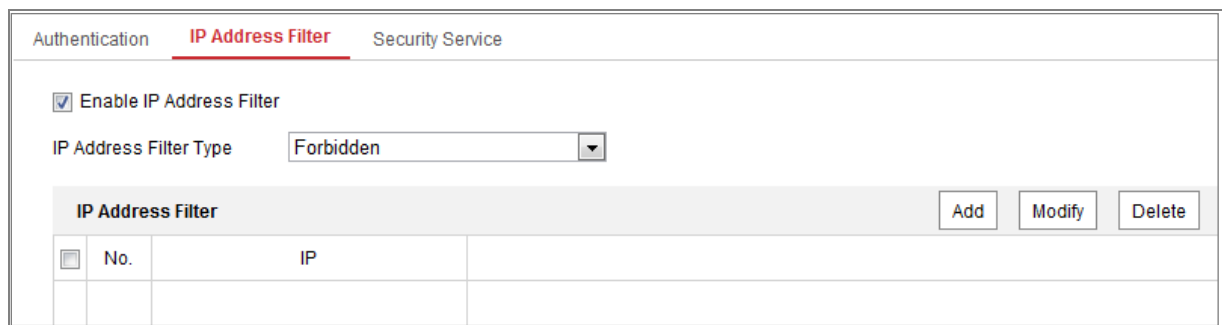 Authentication IP Address Filter Security Service
Enable IP Address Filter
IP Address Filter Type Forbidden
IP Address Filter Add Modify Delete
No. IP